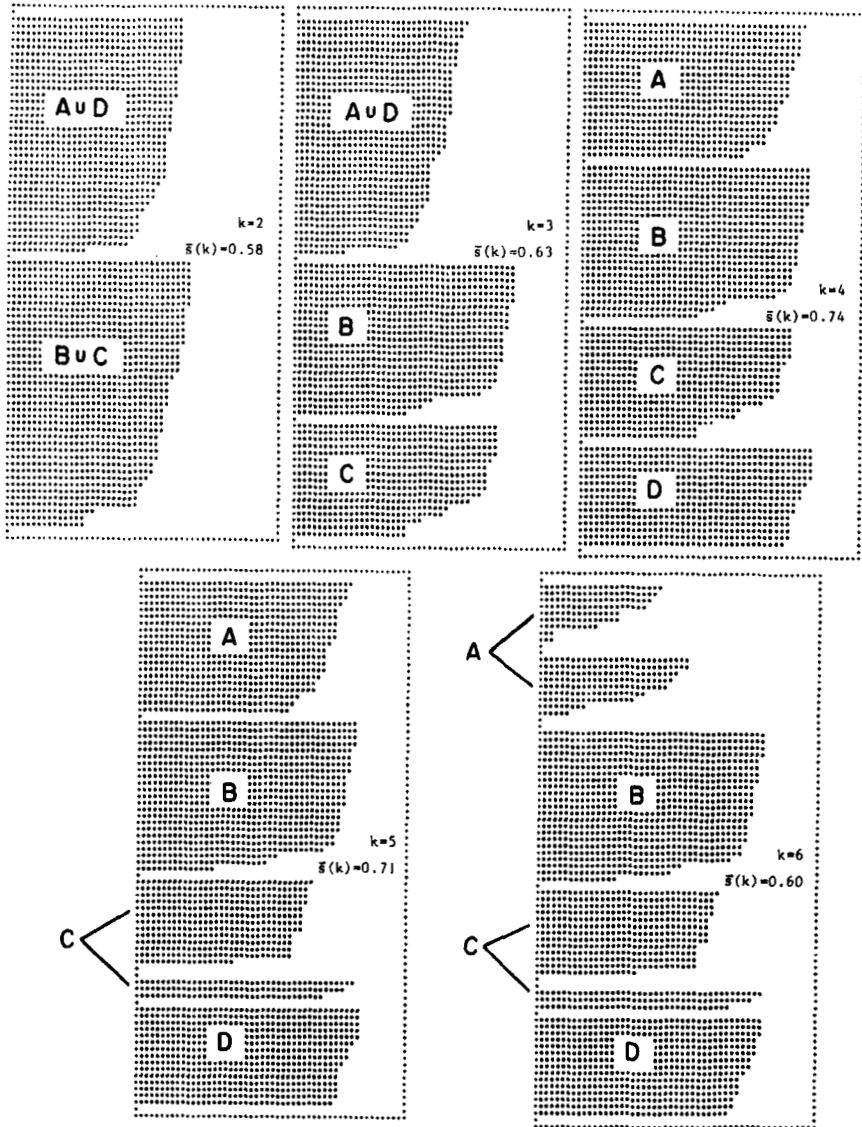 A∪D
k=2
s̄(k)=0.58
B∪C
A∪D
k=3
s̄(k)=0.63
B
C
A
B
k=4
s̄(k)=0.74
C
D
A
B
k=5
s̄(k)=0.71
C
D
A
B
k=6
s̄(k)=0.60
C
D